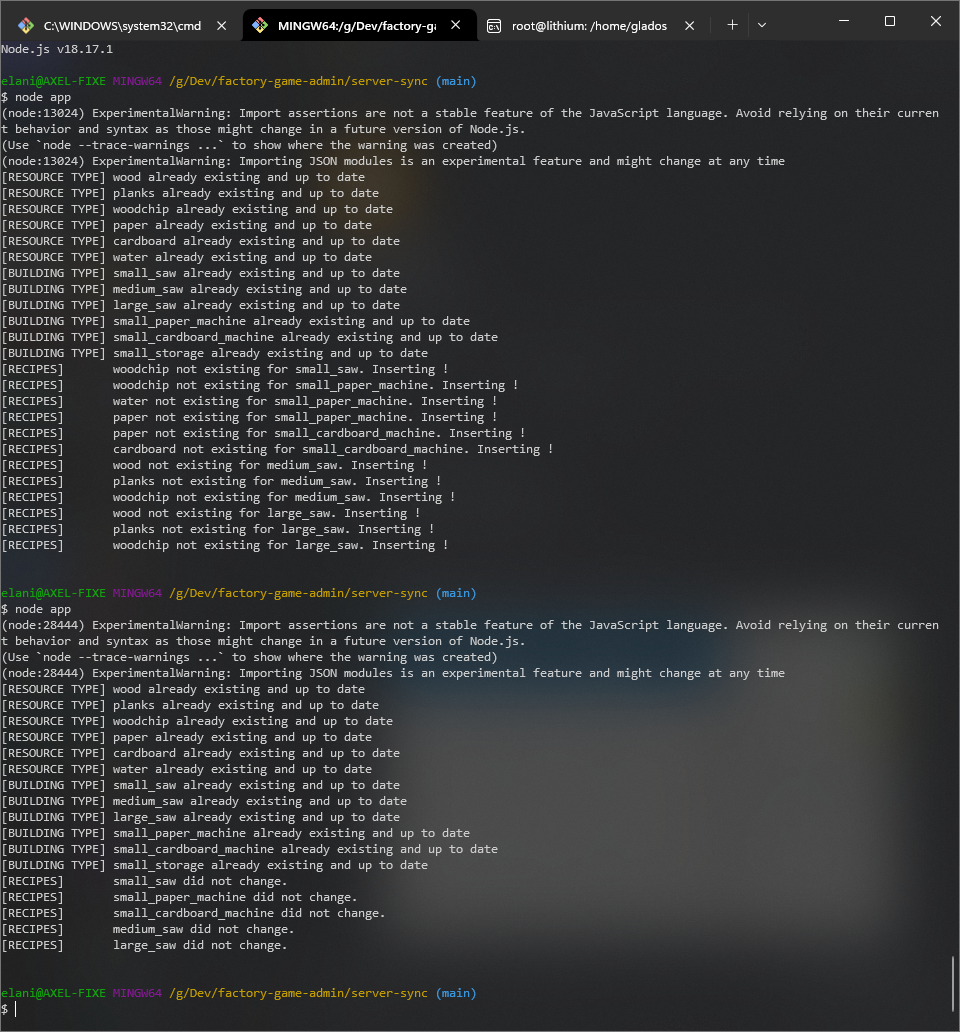 C:\WINDOWS\system32\cmd
MINGW64:/g/Dev/factory-ga
root@lithium: /home/glados
Node.js v18.17.1
elani@AXEL-FIXE MINGW64 /g/Dev/factory-game-admin/server-sync (main)
$ node app
(node:13024) ExperimentalWarning: Import assertions are not a stable feature of the JavaScript language. Avoid relying on their curren
t behavior and syntax as those might change in a future version of Node.js.
(Use `node --trace-warnings ...` to show where the warning was created)
(node:13024) ExperimentalWarning: Importing JSON modules is an experimental feature and might change at any time
[RESOURCE TYPE] wood already existing and up to date
[RESOURCE TYPE] planks already existing and up to date
[RESOURCE TYPE] woodchip already existing and up to date
[RESOURCE TYPE] paper already existing and up to date
[RESOURCE TYPE] cardboard already existing and up to date
[RESOURCE TYPE] water already existing and up to date
[BUILDING TYPE] small_saw already existing and up to date
[BUILDING TYPE] medium_saw already existing and up to date
[BUILDING TYPE] large_saw already existing and up to date
[BUILDING TYPE] small_paper_machine already existing and up to date
[BUILDING TYPE] small_cardboard_machine already existing and up to date
[BUILDING TYPE] small_storage already existing and up to date
[RECIPES]       woodchip not existing for small_saw. Inserting !
[RECIPES]       woodchip not existing for small_paper_machine. Inserting !
[RECIPES]       water not existing for small_paper_machine. Inserting !
[RECIPES]       paper not existing for small_paper_machine. Inserting !
[RECIPES]       paper not existing for small_cardboard_machine. Inserting !
[RECIPES]       cardboard not existing for small_cardboard_machine. Inserting !
[RECIPES]       wood not existing for medium_saw. Inserting !
[RECIPES]       planks not existing for medium_saw. Inserting !
[RECIPES]       woodchip not existing for medium_saw. Inserting !
[RECIPES]       wood not existing for large_saw. Inserting !
[RECIPES]       planks not existing for large_saw. Inserting !
[RECIPES]       woodchip not existing for large_saw. Inserting !
elani@AXEL-FIXE MINGW64 /g/Dev/factory-game-admin/server-sync (main)
$ node app
(node:28444) ExperimentalWarning: Import assertions are not a stable feature of the JavaScript language. Avoid relying on their curren
t behavior and syntax as those might change in a future version of Node.js.
(Use `node --trace-warnings ...` to show where the warning was created)
(node:28444) ExperimentalWarning: Importing JSON modules is an experimental feature and might change at any time
[RESOURCE TYPE] wood already existing and up to date
[RESOURCE TYPE] planks already existing and up to date
[RESOURCE TYPE] woodchip already existing and up to date
[RESOURCE TYPE] paper already existing and up to date
[RESOURCE TYPE] cardboard already existing and up to date
[RESOURCE TYPE] water already existing and up to date
[BUILDING TYPE] small_saw already existing and up to date
[BUILDING TYPE] medium_saw already existing and up to date
[BUILDING TYPE] large_saw already existing and up to date
[BUILDING TYPE] small_paper_machine already existing and up to date
[BUILDING TYPE] small_cardboard_machine already existing and up to date
[BUILDING TYPE] small_storage already existing and up to date
[RECIPES]       small_saw did not change.
[RECIPES]       small_paper_machine did not change.
[RECIPES]       small_cardboard_machine did not change.
[RECIPES]       medium_saw did not change.
[RECIPES]       large_saw did not change.
elani@AXEL-FIXE MINGW64 /g/Dev/factory-game-admin/server-sync (main)
$